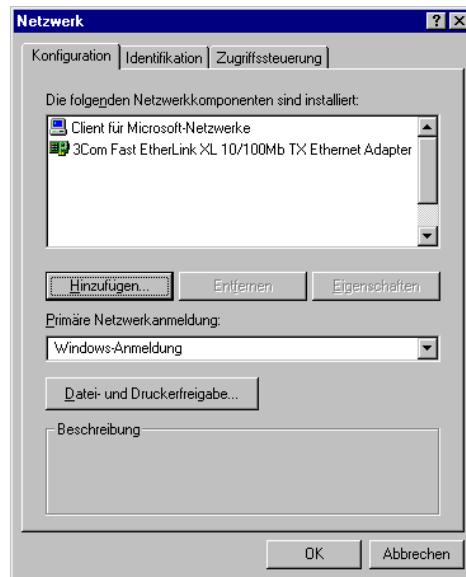 Netzwerk
Konfiguration Identifikation Zugriffssteuerung
Die folgenden Netzwerkkomponenten sind installiert:
Client für Microsoft-Netzwerke
3Com Fast EtherLink XL 10/100Mb TX Ethernet Adapter
Hinzufügen... Entfernen Eigenschaften
Primäre Netzwerkanmeldung:
Windows-Anmeldung
Datei- und Druckerfreigabe...
Beschreibung
OK Abbrechen